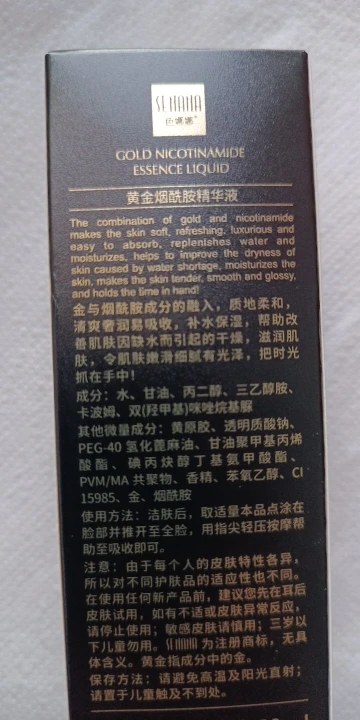 SENANA
伊娜娜
GOLD NICOTINAMIDE
ESSENCE LIQUID
黄金烟酰胺精华液
The combination of gold and nicotinamide
makes the skin soft, refreshing, luxurious and
easy to absorb, replenishes water and
moisturizes, helps to improve the dryness of
skin caused by water shortage, moisturizes the
skin, makes the skin tender, smooth and glossy,
and holds the time in hand!
金与烟酰胺成分的融入，质地柔和，
清爽奢润易吸收，补水保湿，帮助改
善肌肤因缺水而引起的干燥，滋润肌
肤，令肌肤嫩滑细腻有光泽，把时光
抓在手中！
成分：水、甘油、丙二醇、三乙醇胺、
卡波姆、双(羟甲基)咪唑烷基脲
其他微量成分：黄原胶、透明质酸钠、
PEG-40 氢化蓖麻油、甘油聚甲基丙烯
酸酯、碘丙炔醇丁基氨甲酸酯、
PVM/MA 共聚物、香精、苯氧乙醇、CI
15985、金、烟酰胺
使用方法：洁肤后，取适量本品点涂在
脸部并推开至全脸，用指尖轻压按摩帮
助至吸收即可。
注意：由于每个人的皮肤特性各异，
所以对不同护肤品的适应性也不同。
在使用任何新产品前，建议您先在耳后
皮肤试用，如有不适或皮肤异常反应，
请停止使用；敏感皮肤请慎用；三岁以
下儿童勿用。SENANA 为注册商标，无具
体含义。黄金指成分中的金。
保存方法：请避免高温及阳光直射；
请置于儿童触及不到处。